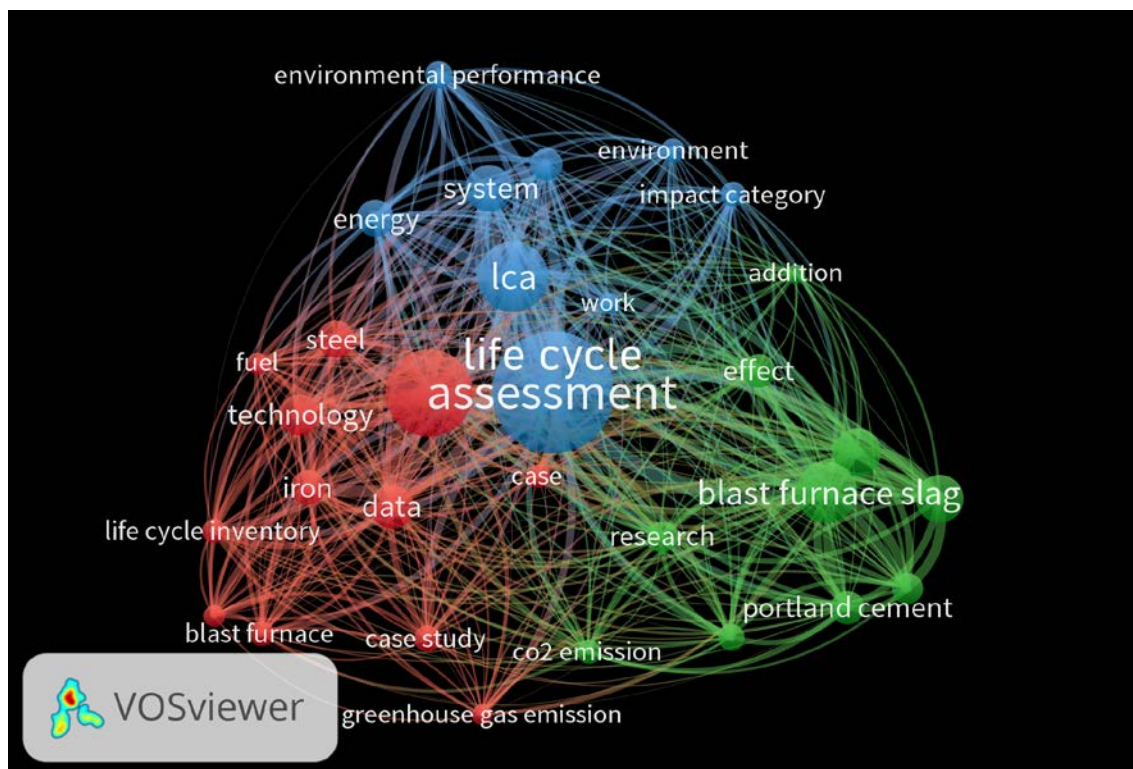 environmental performance
environment
system
impact category
energy
lca
addition
work
steel
life cycle
assessment
fuel
effect
technology
case
iron
blast furnace slag
data
life cycle inventory
research
portland cement
blast furnace
case study
co2 emission
VOSviewer
greenhouse gas emission